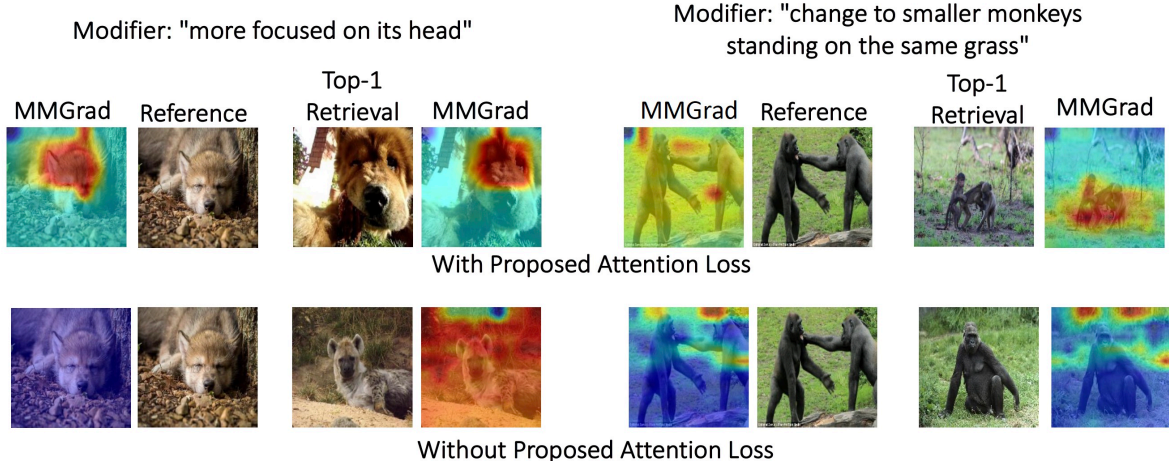 Modifier: "more focused on its head"
Modifier: "change to smaller monkeys
standing on the same grass"
MMGrad
Reference
Top-1
Retrieval
MMGrad
MMGrad
Reference
Top-1
Retrieval
MMGrad
With Proposed Attention Loss
Without Proposed Attention Loss